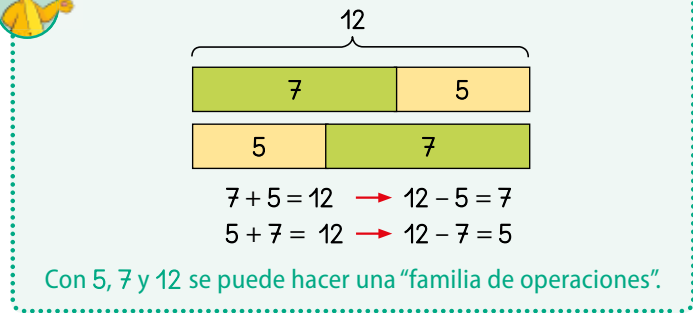 12
7 5
5 7
7 + 5 = 12 → 12 – 5 = 7
5 + 7 = 12 → 12 – 7 = 5
Con 5, 7 y 12 se puede hacer una “familia de operaciones”.